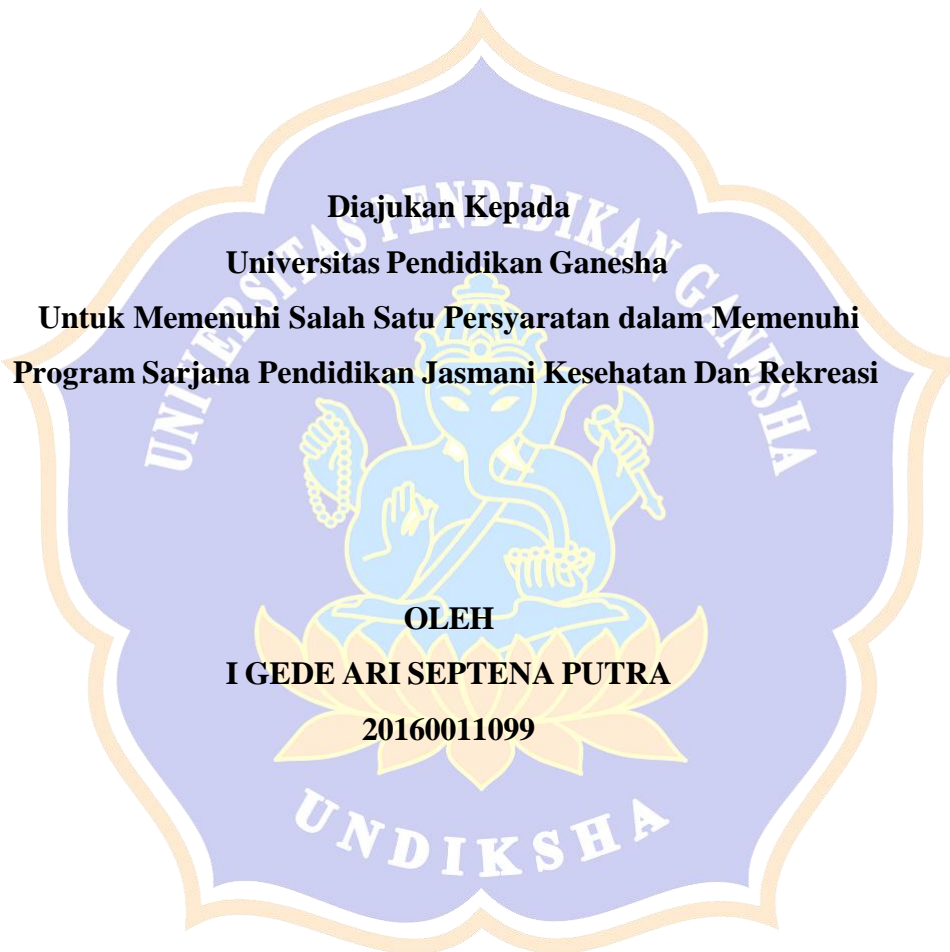 Diajukan Kepada
Universitas Pendidikan Ganesha
Untuk Memenuhi Salah Satu Persyaratan dalam Memenuhi
Program Sarjana Pendidikan Jasmani Kesehatan Dan Rekreasi
UNIVERSITAS PENDIDIKAN GANESHA
OLEH
I GEDE ARI SEPTENA PUTRA
20160011099
UNDIKSHA